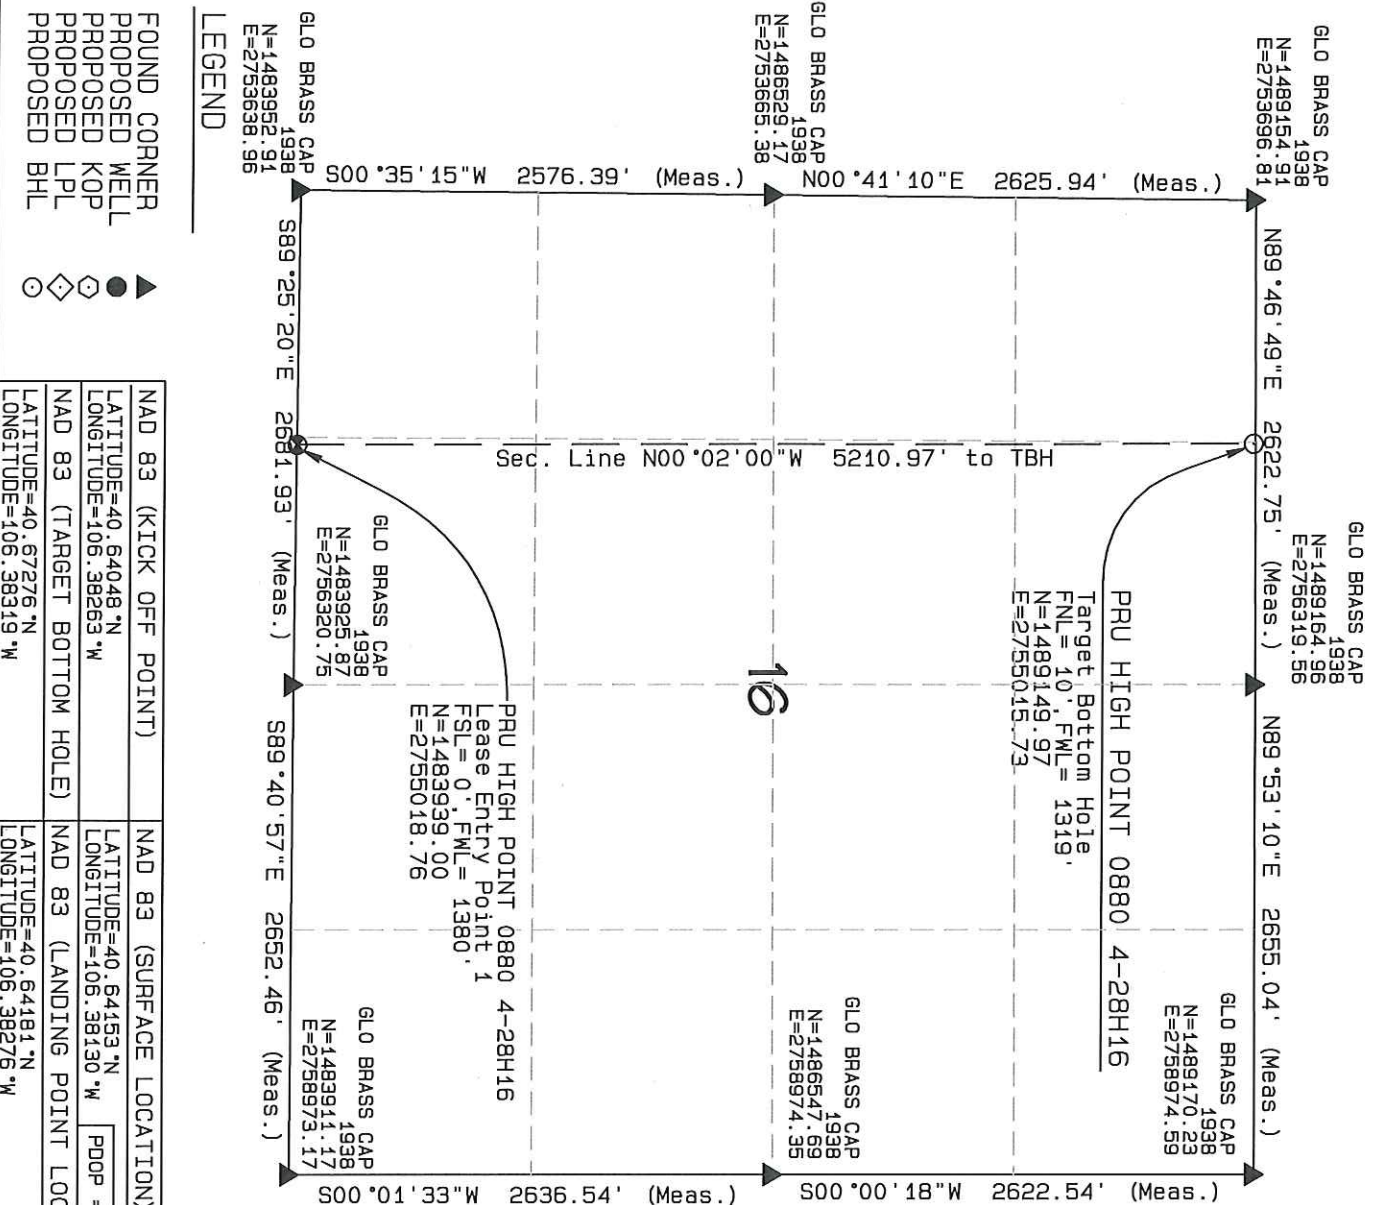 GLO BRASS CAP
1938
N=1489154.91
E=2753696.81
N89°46'49"E 2622.75' (Meas.)
GLO BRASS CAP
1938
N=1489164.96
E=2756319.56
N89°53'10"E 2655.04' (Meas.)
GLO BRASS CAP
1938
N=1489170.23
E=2758974.59
N00°41'10"E 2625.94' (Meas.)
PRU HIGH POINT 0880 4-28H16
Target Bottom Hole
FNL= 10', FWL= 1319'
N=1489149.97
E=2755015.73
S00°00'18"W 2622.54' (Meas.)
GLO BRASS CAP
1938
N=1486529.17
E=2753665.38
Sec. Line N00°02'00"W 5210.97' to TBH
16
GLO BRASS CAP
1938
N=1486547.69
E=2758974.35
S00°35'15"W 2576.39' (Meas.)
PRU HIGH POINT 0880 4-28H16
Lease Entry Point 1
FSL= 0', FWL= 1380'
N=1483939.00
E=2755018.76
S00°01'33"W 2636.54' (Meas.)
GLO BRASS CAP
1938
N=1483952.91
E=2753638.96
S89°25'20"E 2681.93' (Meas.)
GLO BRASS CAP
1938
N=1483925.87
E=2756320.75
S89°40'57"E 2652.46' (Meas.)
GLO BRASS CAP
1938
N=1483911.17
E=2758973.17
LEGEND
FOUND CORNER
PROPOSED WELL
PROPOSED KOP
PROPOSED LPL
PROPOSED BHL
NAD 83 (KICK OFF POINT)
LATITUDE=40.64048°N
LONGITUDE=106.38263°W
NAD 83 (SURFACE LOCATION)
LATITUDE=40.64153°N
LONGITUDE=106.38130°W
PDOP =
NAD 83 (TARGET BOTTOM HOLE)
LATITUDE=40.67276°N
LONGITUDE=106.38319°W
NAD 83 (LANDING POINT LOC
LATITUDE=40.64181°N
LONGITUDE=106.38276°W